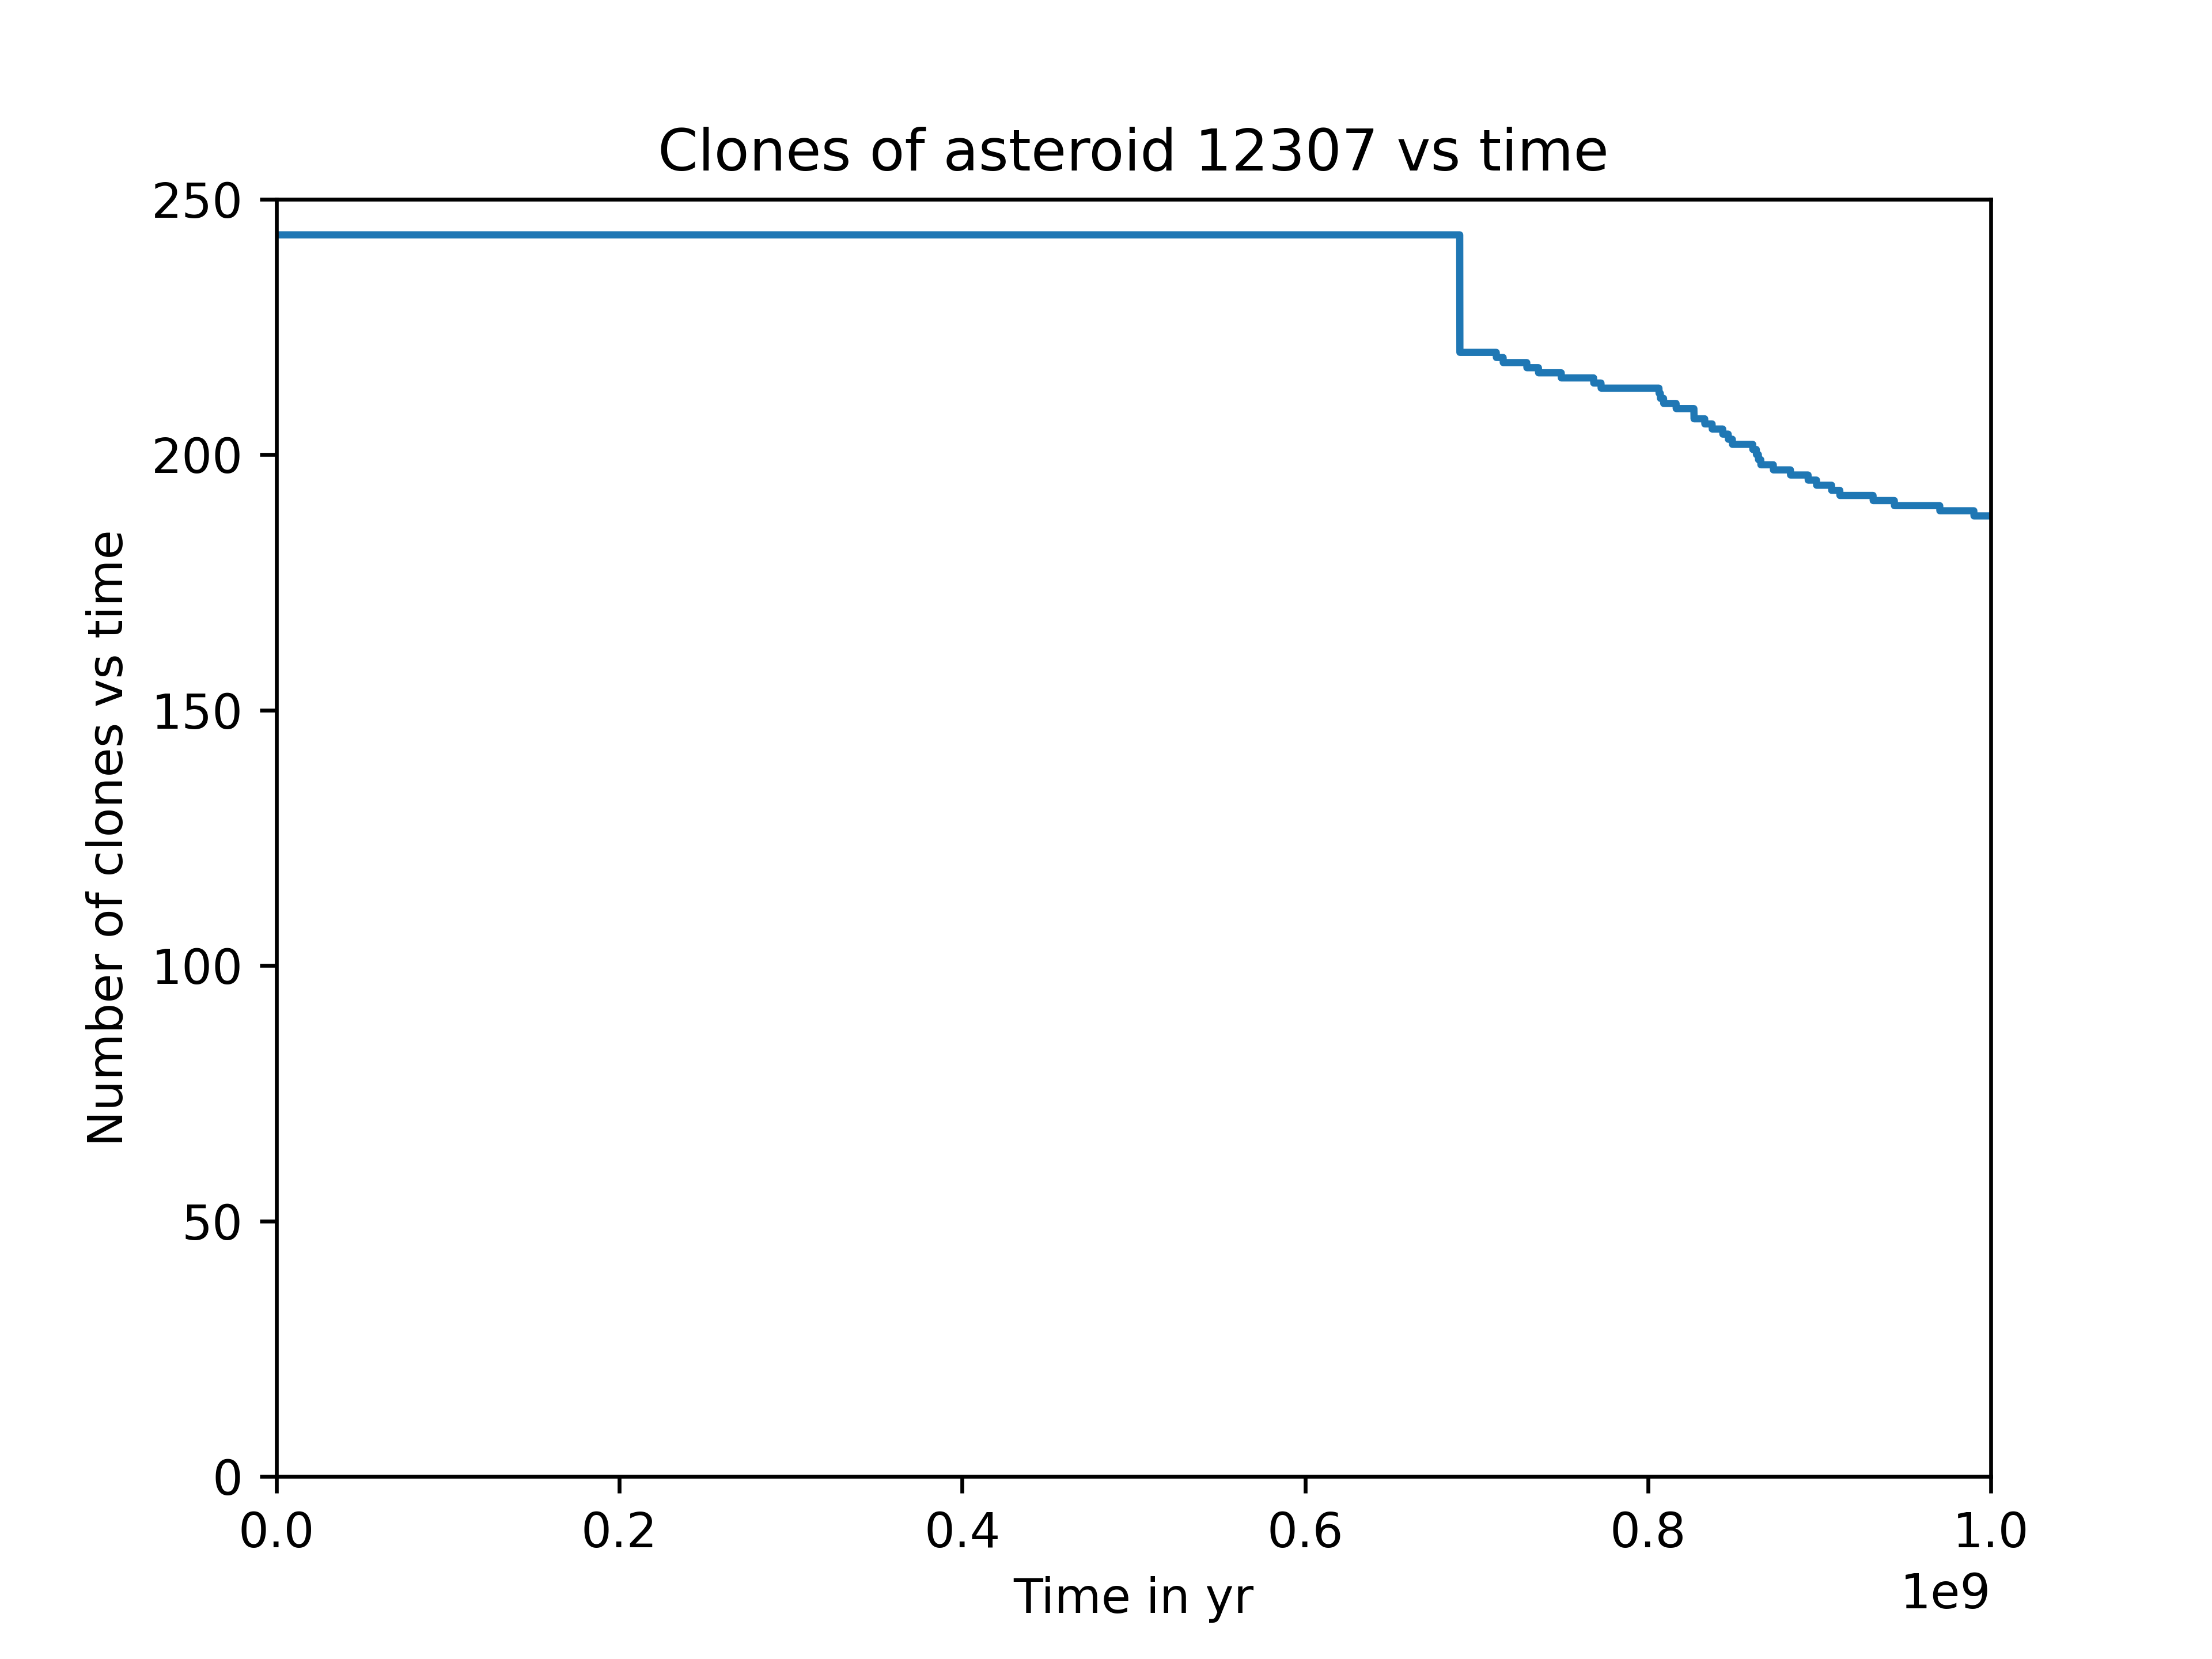 Clones of asteroid 12307 vs time
250
200
150
100
50
0
Number of clones vs time
0.0 0.2 0.4 0.6 0.8 1.0
Time in yr
1e9